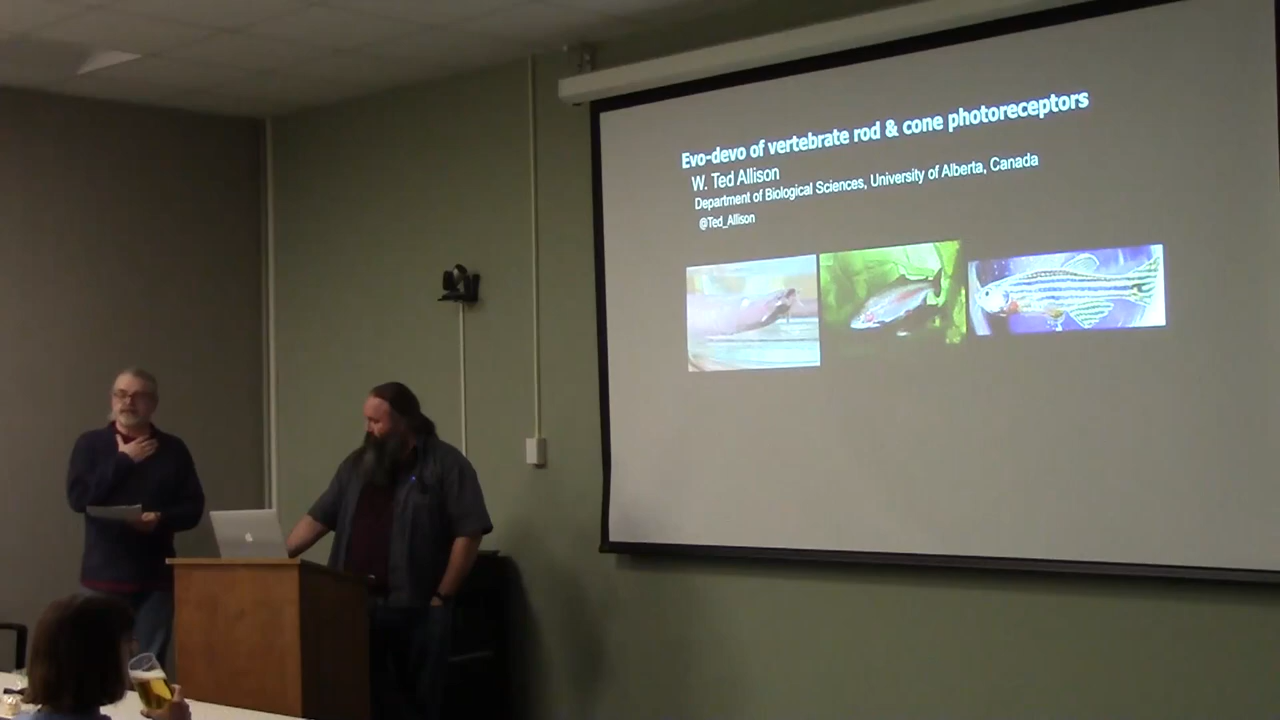 Evo-devo of vertebrate rod & cone photoreceptors
W. Ted Allison
Department of Biological Sciences, University of Alberta, Canada
@Ted_Allison